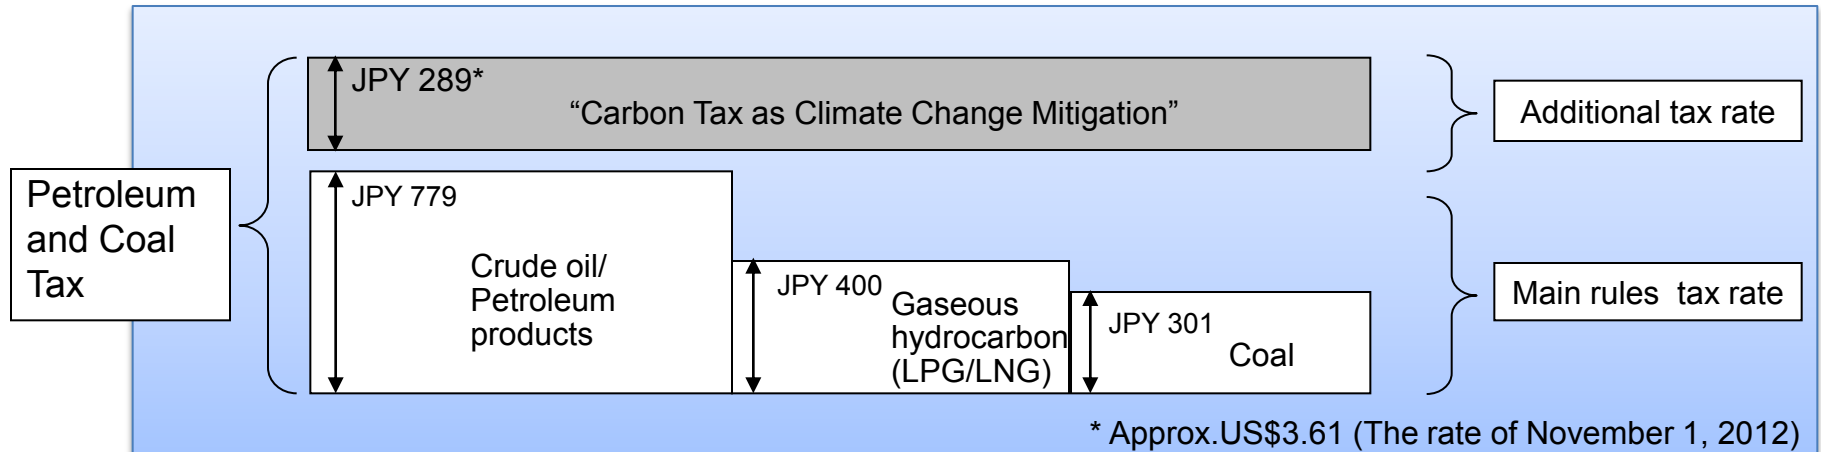 JPY 289*
“Carbon Tax as Climate Change Mitigation”
Additional tax rate
Petroleum
and Coal
Tax
JPY 779
Crude oil/
Petroleum
products
JPY 400
Gaseous
hydrocarbon
(LPG/LNG)
JPY 301
Coal
Main rules tax rate
* Approx.US$3.61 (The rate of November 1, 2012)